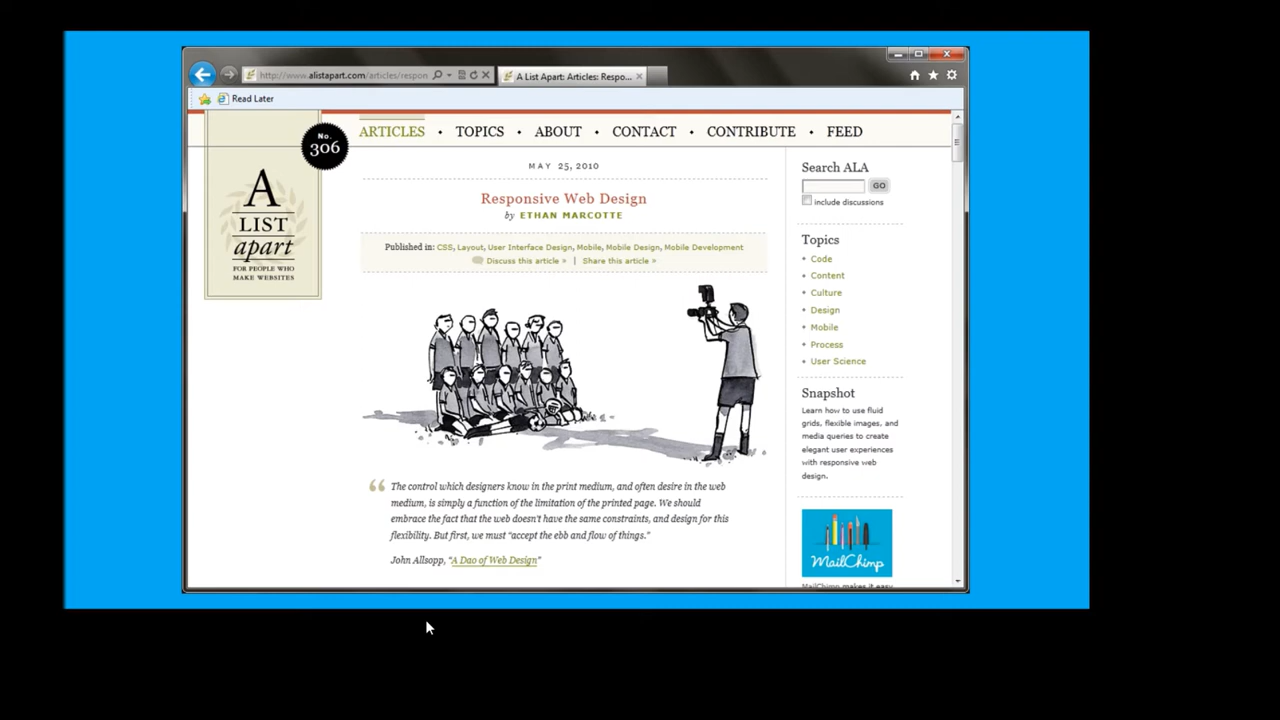 http://www.alistapart.com/articles/respon
A List Apart: Articles: Respo...
Read Later
ARTICLES • TOPICS • ABOUT • CONTACT • CONTRIBUTE • FEED
No.
306
A
LIST
apart
FOR PEOPLE WHO
MAKE WEBSITES
MAY 25, 2010
Responsive Web Design
by ETHAN MARCOTTE
Published in: CSS, Layout, User Interface Design, Mobile, Mobile Design, Mobile Development
Discuss this article » | Share this article »
“ The control which designers know in the print medium, and often desire in the web
medium, is simply a function of the limitation of the printed page. We should
embrace the fact that the web doesn't have the same constraints, and design for this
flexibility. But first, we must “accept the ebb and flow of things.”
John Allsopp, “A Dao of Web Design”
Search ALA
GO
include discussions
Topics
• Code
• Content
• Culture
• Design
• Mobile
• Process
• User Science
Snapshot
Learn how to use fluid
grids, flexible images, and
media queries to create
elegant user experiences
with responsive web
design.
MailChimp
MailChimp makes it easy